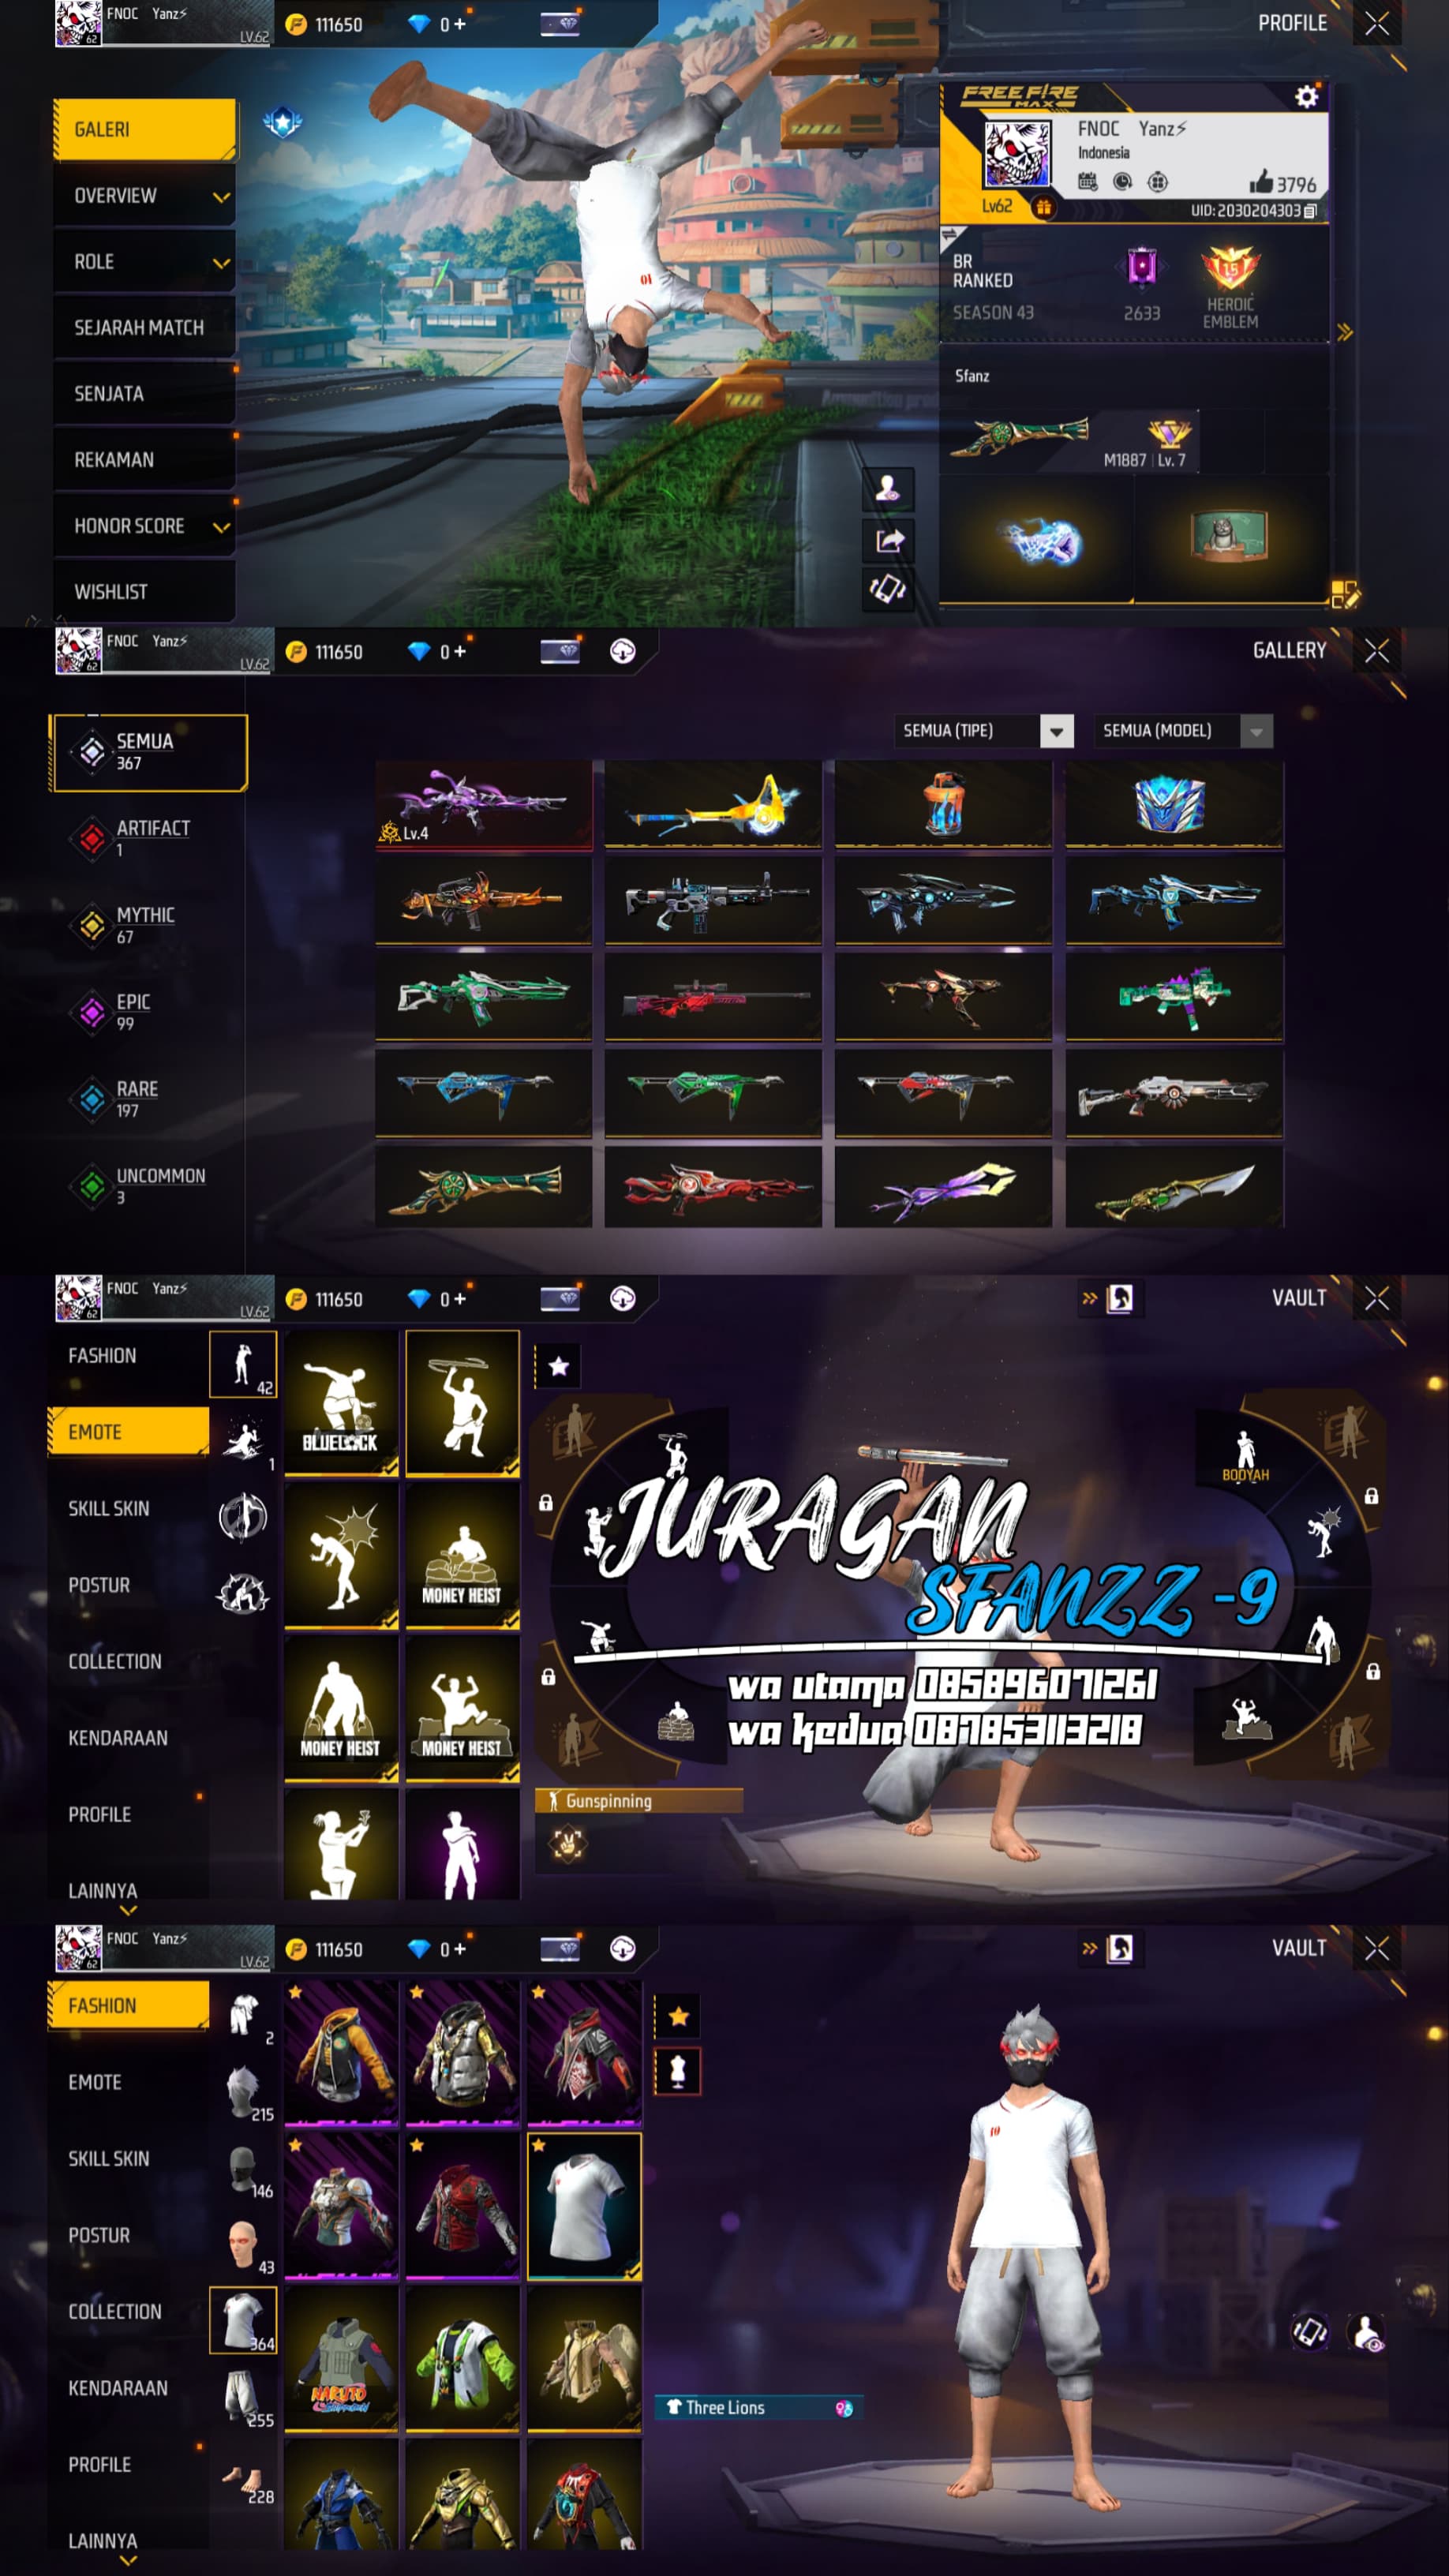 FNOC Yanz⚡
62
LV.62
111650
0 +
PROFILE
GALERI
OVERVIEW
ROLE
SEJARAH MATCH
SENJATA
REKAMAN
HONOR SCORE
WISHLIST
FREE FIRE
MAX
FNOC Yanz⚡
Indonesia
3796
Lv62
UID: 2030204303
BR
RANKED
SEASON 43
2633
15
HEROIC
EMBLEM
Sfanz
M1887 | Lv. 7
FNOC Yanz⚡
62
LV.62
111650
0 +
GALLERY
SEMUA
367
ARTIFACT
1
MYTHIC
67
EPIC
99
RARE
197
UNCOMMON
3
SEMUA (TIPE)
SEMUA (MODEL)
Lv.4
FNOC Yanz⚡
62
LV.62
111650
0 +
VAULT
FASHION
EMOTE
SKILL SKIN
POSTUR
COLLECTION
KENDARAAN
PROFILE
LAINNYA
42
1
BLUELOCK
MONEY HEIST
MONEY HEIST
MONEY HEIST
BOOYAH
JURAGAN
SFANZZ -9
wa utama 085896071261
wa kedua 087853113218
Gunspinning
FNOC Yanz⚡
62
LV.62
111650
0 +
VAULT
FASHION
EMOTE
SKILL SKIN
POSTUR
COLLECTION
KENDARAAN
PROFILE
LAINNYA
2
215
146
43
364
255
228
NARUTO
Three Lions